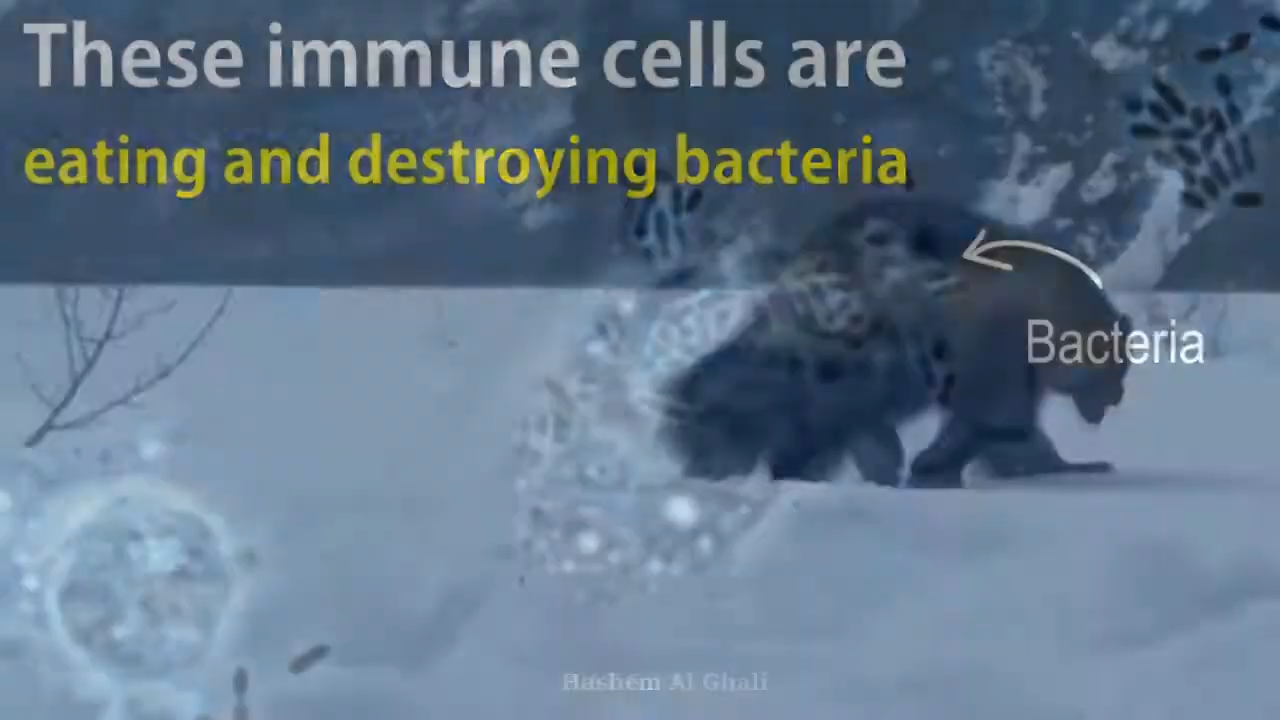 These immune cells are
eating and destroying bacteria
Bacteria
Hashem Al Ghali